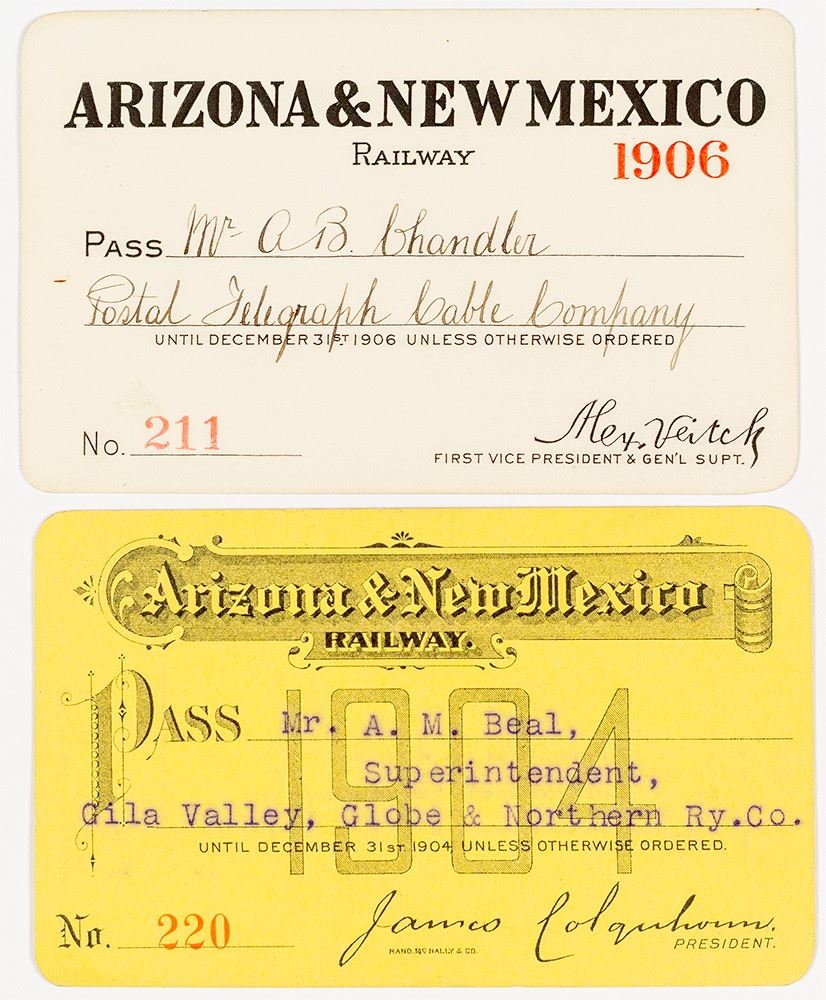 ARIZONA & NEW MEXICO
RAILWAY 1906
PASS Mr A B. Chandler
Postal Telegraph Cable Company
UNTIL DECEMBER 31ST 1906 UNLESS OTHERWISE ORDERED
No. 211
Alex. Veitch
FIRST VICE PRESIDENT & GEN'L SUPT.
Arizona & New Mexico
RAILWAY.
1904
PASS Mr. A. M. Beal,
Superintendent,
Gila Valley, Globe & Northern Ry.Co.
UNTIL DECEMBER 31ST 1904 UNLESS OTHERWISE ORDERED.
No. 220
James Colquhoun.
RAND, MCNALLY & CO.
PRESIDENT.